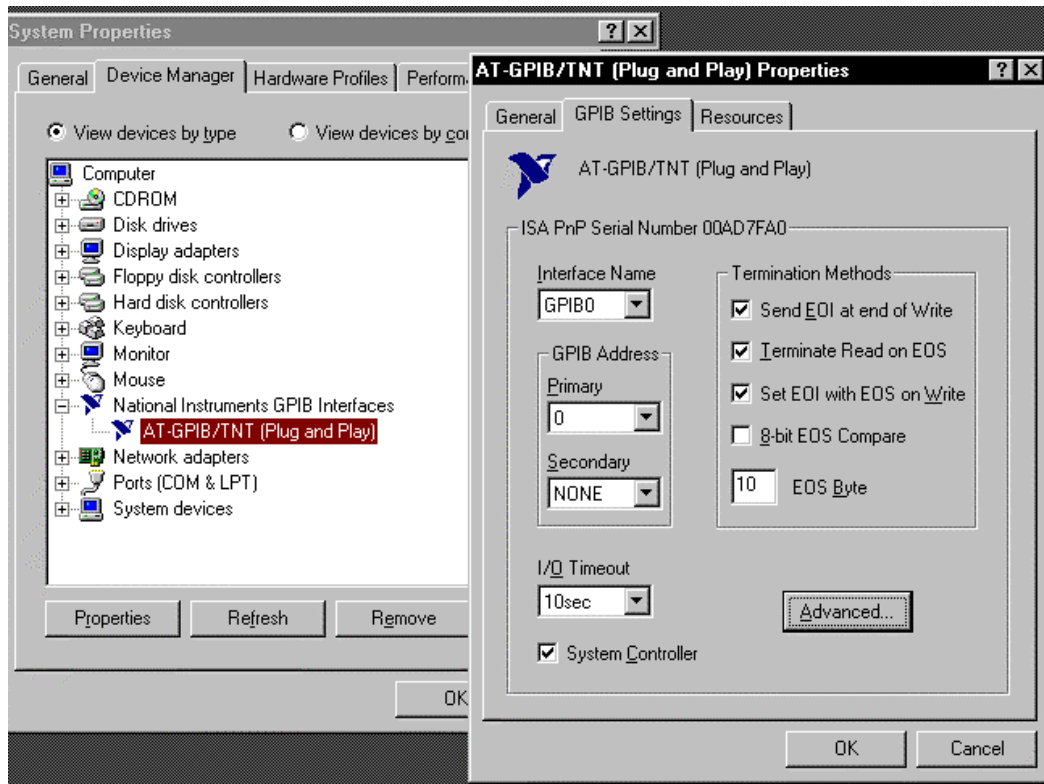 System Properties
General Device Manager Hardware Profiles Perform
View devices by type View devices by co
Computer
CDROM
Disk drives
Display adapters
Floppy disk controllers
Hard disk controllers
Keyboard
Monitor
Mouse
National Instruments GPIB Interfaces
AT-GPIB/TNT (Plug and Play)
Network adapters
Ports (COM & LPT)
System devices
Properties Refresh Remove
OK
AT-GPIB/TNT (Plug and Play) Properties
General GPIB Settings Resources
AT-GPIB/TNT (Plug and Play)
ISA PnP Serial Number 00AD7FA0
Interface Name
GPIB0
GPIB Address
Primary
0
Secondary
NONE
Termination Methods
Send EOI at end of Write
Terminate Read on EOS
Set EOI with EOS on Write
8-bit EOS Compare
10 EOS Byte
I/O Timeout
10sec
Advanced...
System Controller
OK Cancel